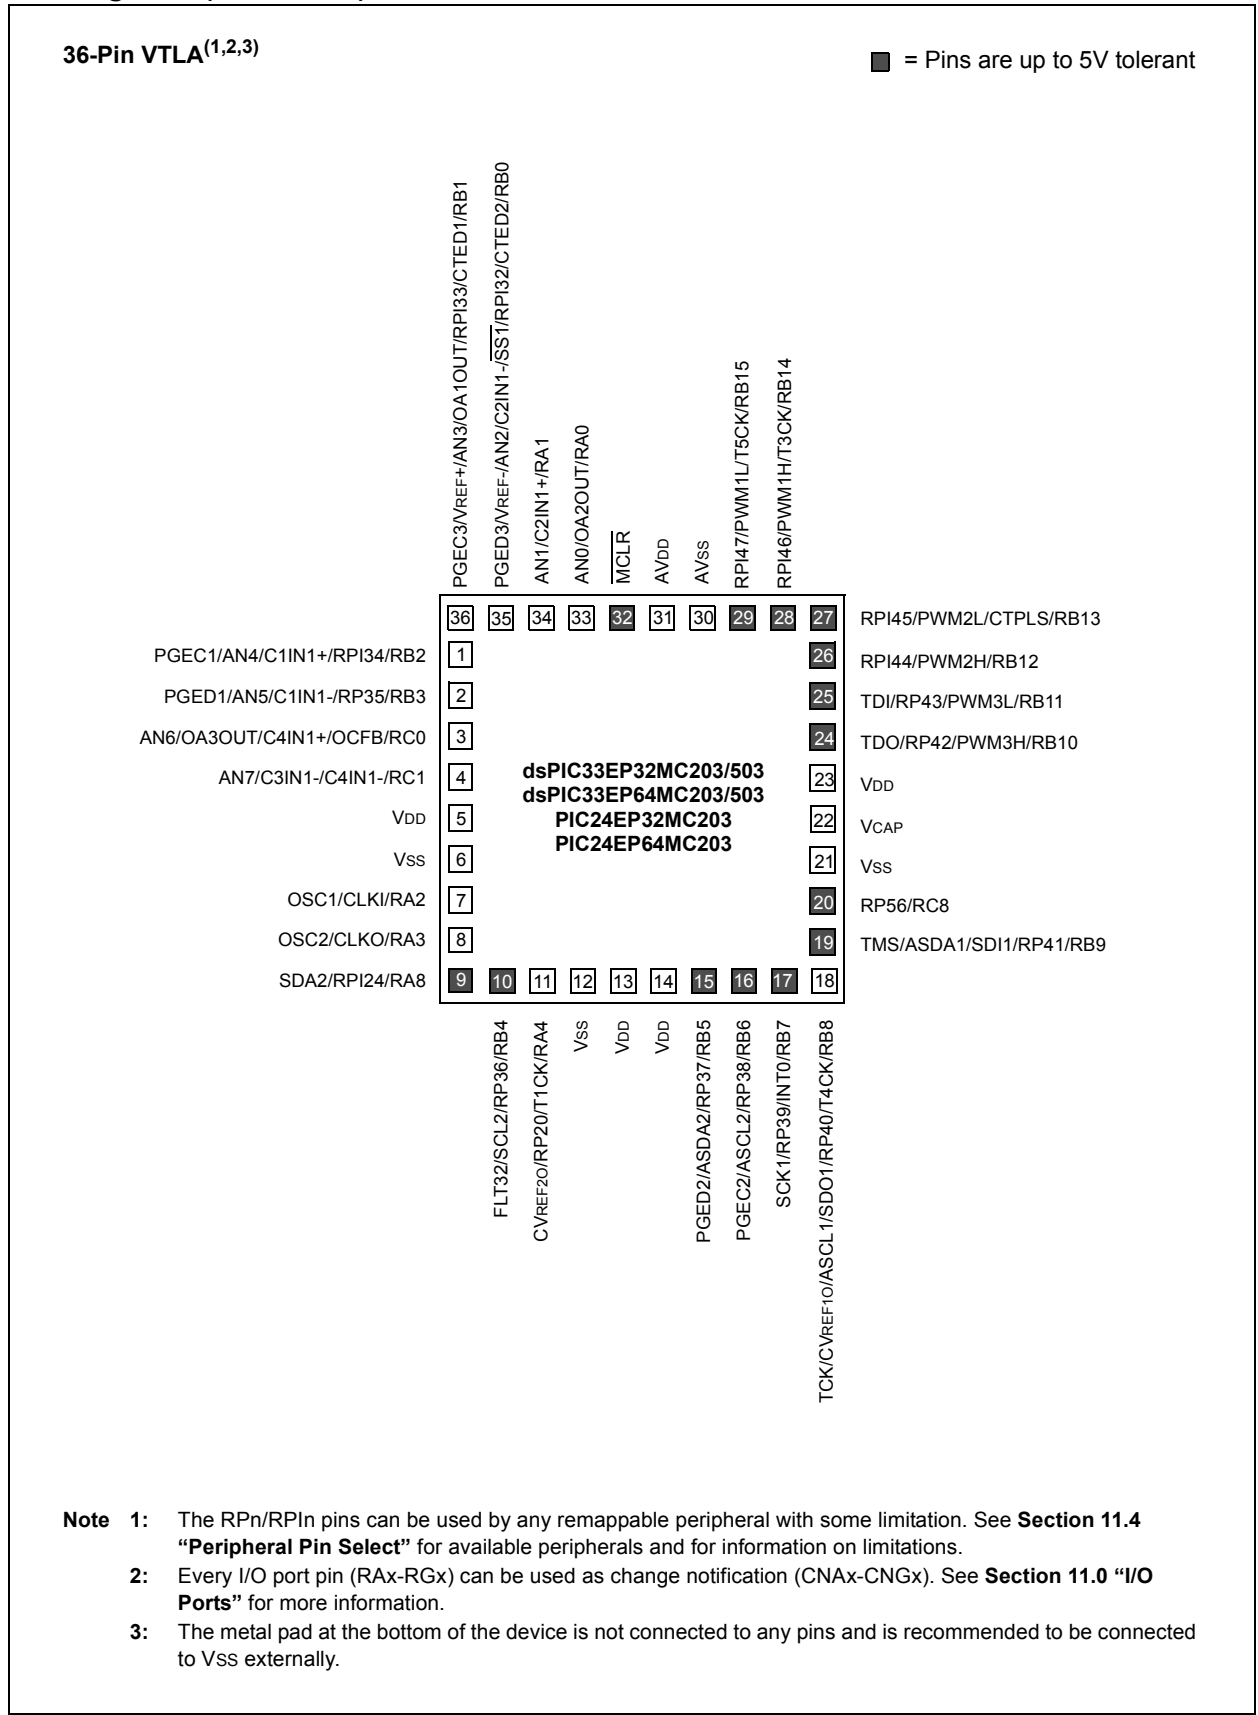 36-Pin VTLA(1,2,3)
= Pins are up to 5V tolerant
PGEC3/VREF+/AN3/OA1OUT/RPI33/CTED1/RB1
PGED3/VREF-/AN2/C2IN1-/SS1/RPI32/CTED2/RB0
AN1/C2IN1+/RA1
AN0/OA2OUT/RA0
MCLR
AVDD
AVSS
RPI47/PWM1L/T5CK/RB15
RPI46/PWM1H/T3CK/RB14
36 35 34 33 32 31 30 29 28 27 RPI45/PWM2L/CTPLS/RB13
PGEC1/AN4/C1IN1+/RPI34/RB2 1 26 RPI44/PWM2H/RB12
PGED1/AN5/C1IN1-/RP35/RB3 2 25 TDI/RP43/PWM3L/RB11
AN6/OA3OUT/C4IN1+/OCFB/RC0 3 24 TDO/RP42/PWM3H/RB10
AN7/C3IN1-/C4IN1-/RC1 4 23 VDD
dsPIC33EP32MC203/503
dsPIC33EP64MC203/503
PIC24EP32MC203
PIC24EP64MC203
VDD 5 22 VCAP
VSS 6 21 VSS
OSC1/CLKI/RA2 7 20 RP56/RC8
OSC2/CLKO/RA3 8 19 TMS/ASDA1/SDI1/RP41/RB9
SDA2/RPI24/RA8 9 10 11 12 13 14 15 16 17 18
FLT32/SCL2/RP36/RB4
CVREF2O/RP20/T1CK/RA4
VSS
VDD
VDD
PGED2/ASDA2/RP37/RB5
PGEC2/ASCL2/RP38/RB6
SCK1/RP39/INT0/RB7
TCK/CVREF1O/ASCL1/SDO1/RP40/T4CK/RB8
Note 1: The RPn/RPIn pins can be used by any remappable peripheral with some limitation. See Section 11.4
“Peripheral Pin Select” for available peripherals and for information on limitations.
2: Every I/O port pin (RAx-RGx) can be used as change notification (CNAx-CNGx). See Section 11.0 “I/O
Ports” for more information.
3: The metal pad at the bottom of the device is not connected to any pins and is recommended to be connected
to VSS externally.